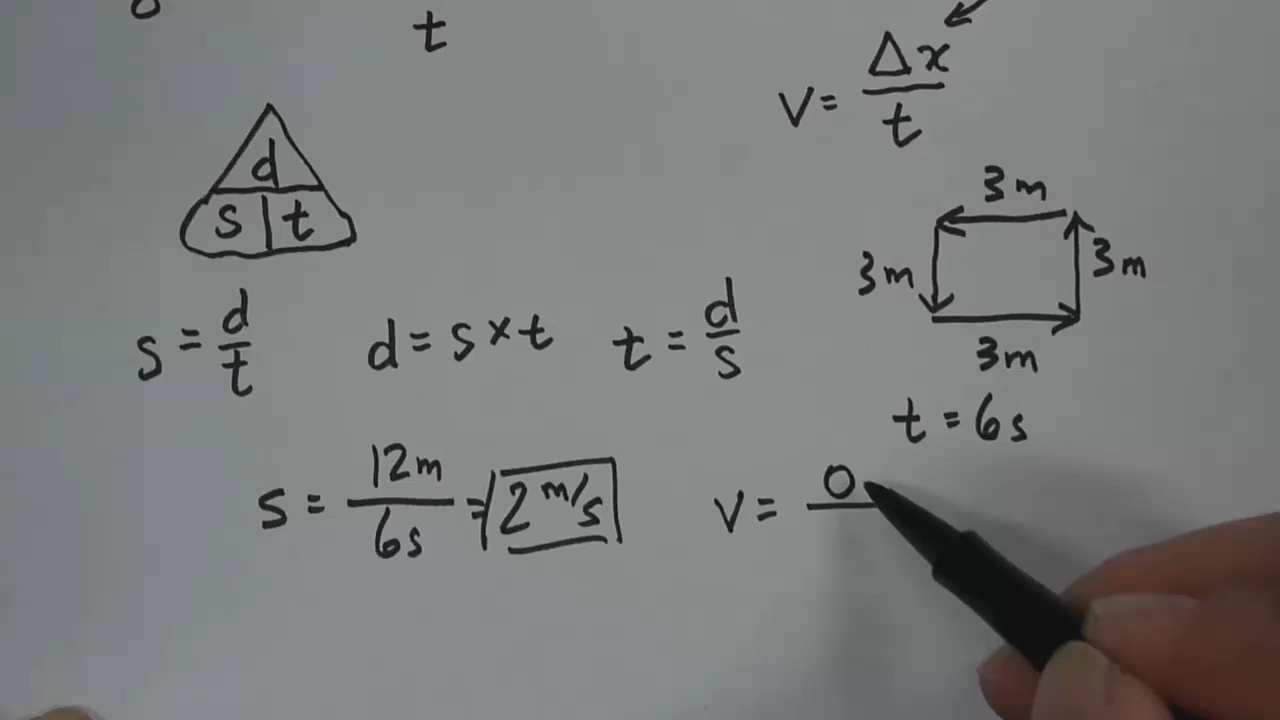 t
v = Δx / t
d
s | t
3m
3m
3m
3m
s = d / t
d = s × t
t = d / s
t = 6s
s = 12m / 6s = 2 m/s
v = 0